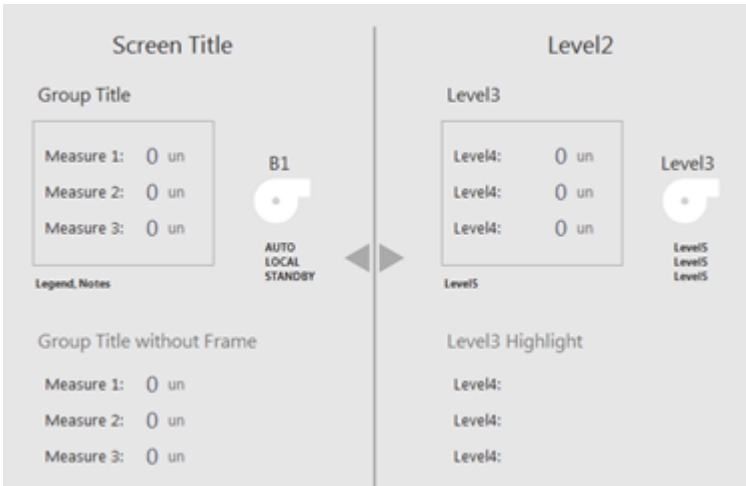 Screen Title
Group Title
Measure 1: 0 un
Measure 2: 0 un
Measure 3: 0 un
B1
AUTO
LOCAL
STANDBY
Legend, Notes
Group Title without Frame
Measure 1: 0 un
Measure 2: 0 un
Measure 3: 0 un
Level2
Level3
Level4: 0 un
Level4: 0 un
Level4: 0 un
Level3
Level5
Level5
Level5
Level5
Level3 Highlight
Level4:
Level4:
Level4: